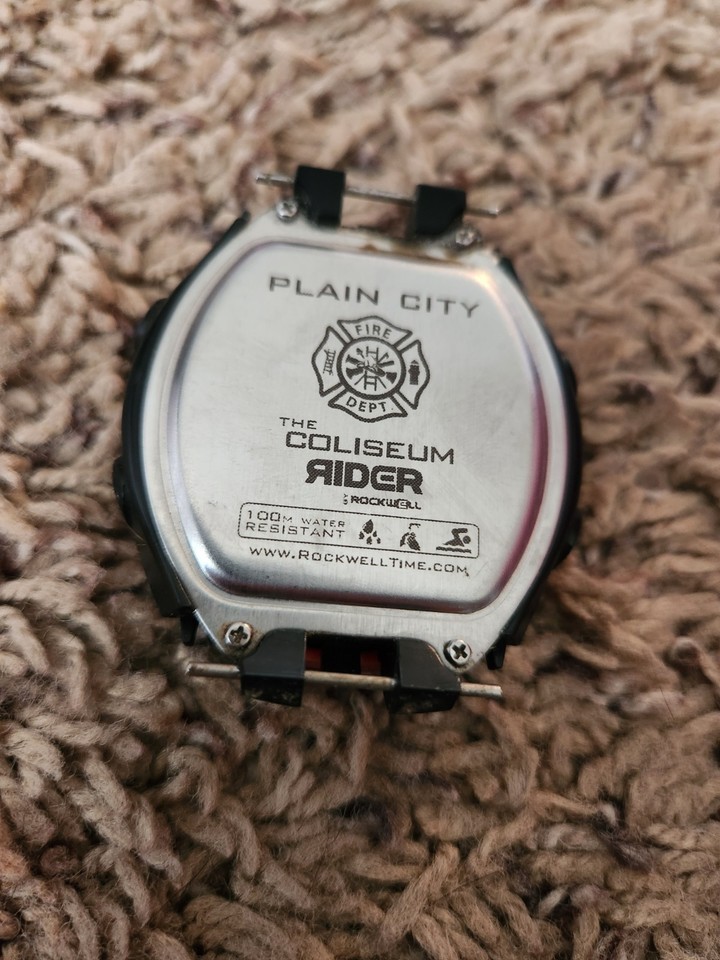 PLAIN CITY
FIRE
DEPT.
THE
COLISEUM
RIDER
BY ROCKWELL
100M WATER
RESISTANT
www.RockwellTime.com